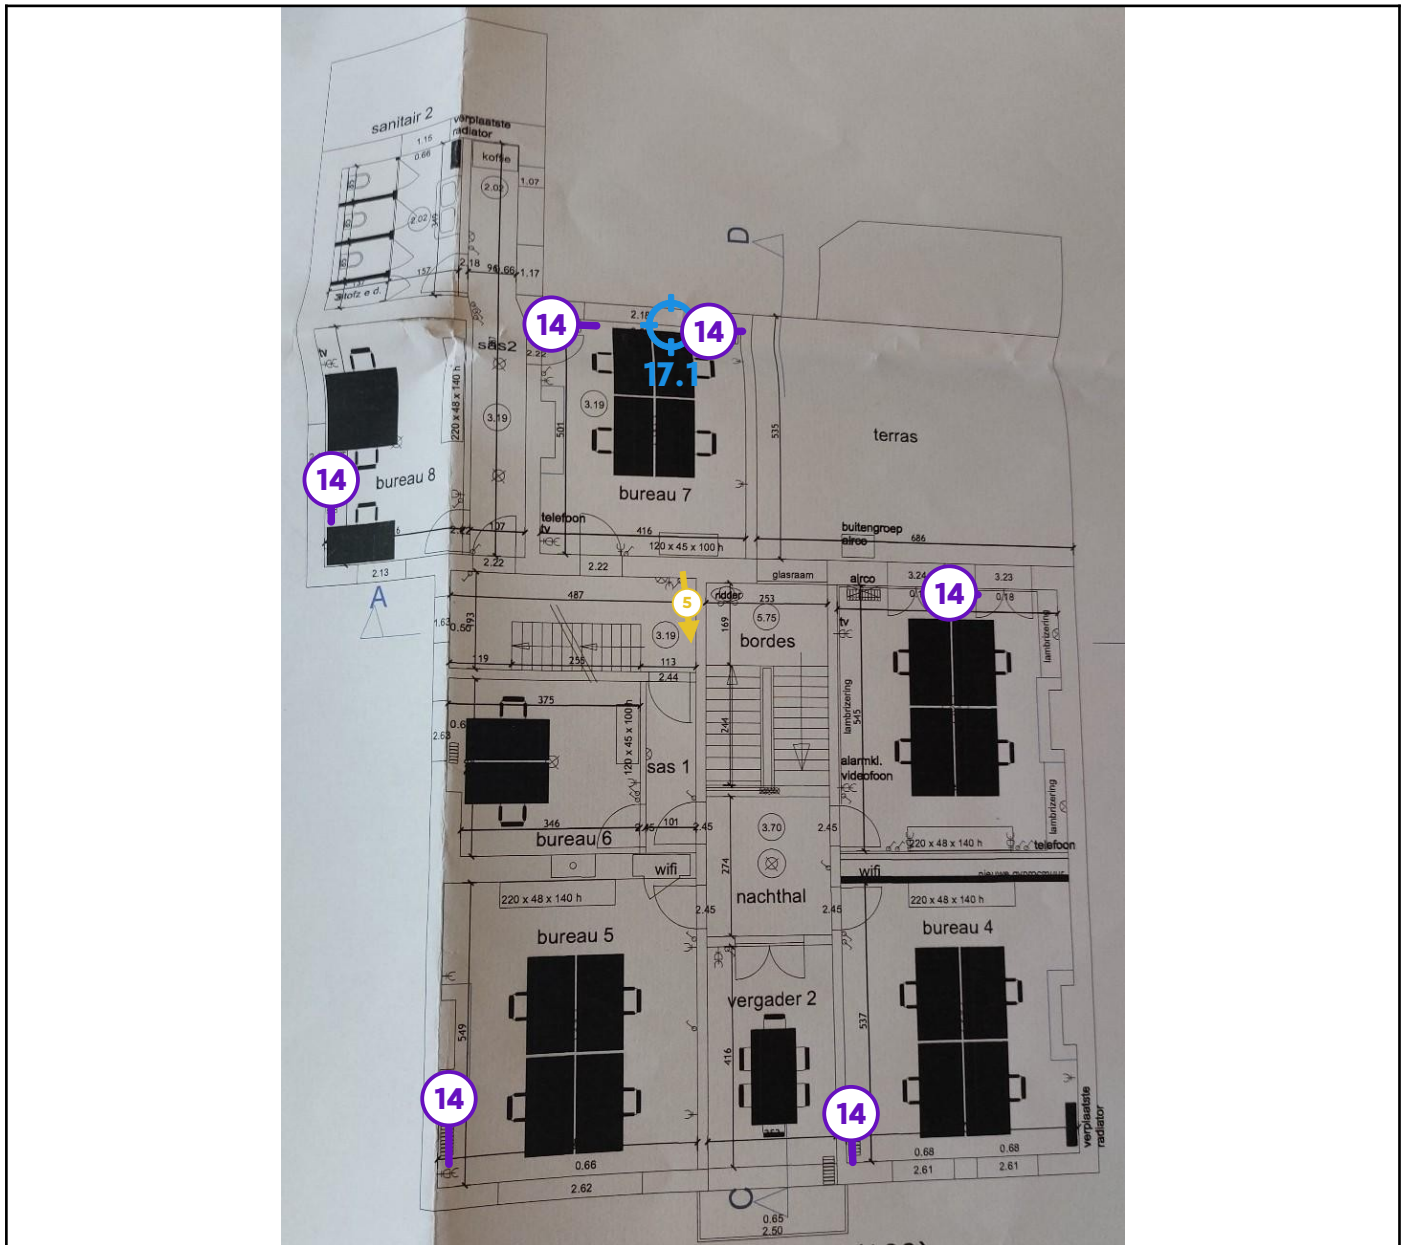 sanitair 2
verplaatste
radiator
1.15
0.66
koffie
2.02
1.07
2.02
157
2.18
1.17
D
14
14
2.18
17.1
sas2
2.22
tv
220 x 48 x 140 h
3.19
3.19
501
535
terras
14
bureau 8
bureau 7
telefoon
tv
416
120 x 45 x 100 h
buitengroep
airco
686
107
2.22
2.22
2.13
glasraam
airco
3.24
3.23
A
487
5
253
14
0.18
5.75
1.63
193
3.19
169
bordes
tv
lambrizering
119
255
113
2.44
375
120 x 45 x 100 h
244
lambrizering
545
2.63
sas 1
alarmkl.
videofoon
lambrizering
346
2.45
101
2.45
3.70
2.45
bureau 6
220 x 48 x 140 h
telefoon
wifi
274
wifi
220 x 48 x 140 h
nachthal
220 x 48 x 140 h
2.45
2.45
bureau 5
bureau 4
vergader 2
549
416
537
14
14
verplaatste
radiator
0.66
0.68
0.68
2.62
2.61
2.61
C
0.65
2.50